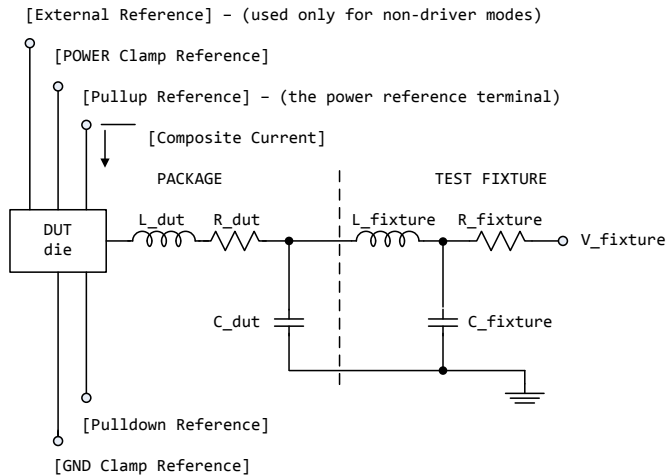 [External Reference] – (used only for non-driver modes)
[POWER Clamp Reference]
[Pullup Reference] – (the power reference terminal)
[Composite Current]
PACKAGE
TEST FIXTURE
L_dut
R_dut
L_fixture
R_fixture
DUT
die
V_fixture
C_dut
C_fixture
[Pulldown Reference]
[GND Clamp Reference]